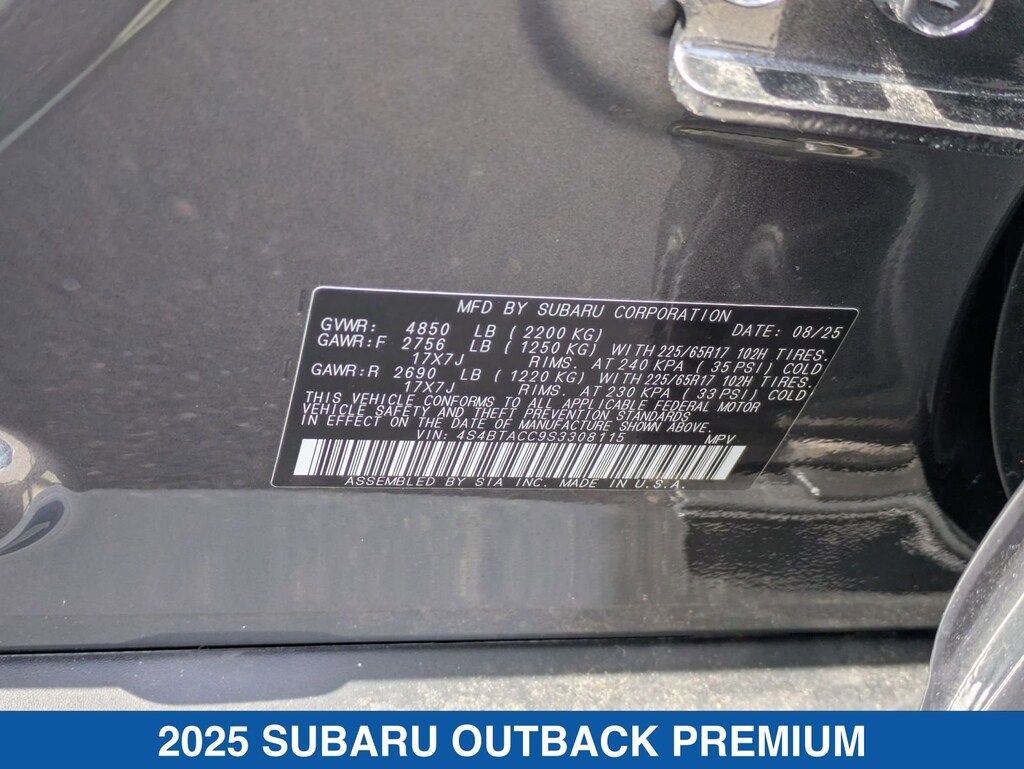 MFD BY SUBARU CORPORATION
GVWR: 4850 LB (2200 KG) DATE: 08/25
GAWR:F 2756 LB (1250 KG) WITH 225/65R17 102H TIRES.
17X7J RIMS. AT 240 KPA (35 PSI) COLD
GAWR:R 2690 LB (1220 KG) WITH 225/65R17 102H TIRES.
17X7J RIMS. AT 230 KPA (33 PSI) COLD
THIS VEHICLE CONFORMS TO ALL APPLICABLE FEDERAL MOTOR
VEHICLE SAFETY AND THEFT PREVENTION STANDARDS
IN EFFECT ON THE DATE OF MANUFACTURE SHOWN ABOVE.
VIN: 4S4BTACC9S3308115 MPV
ASSEMBLED BY SIA INC. MADE IN U.S.A.
2025 SUBARU OUTBACK PREMIUM